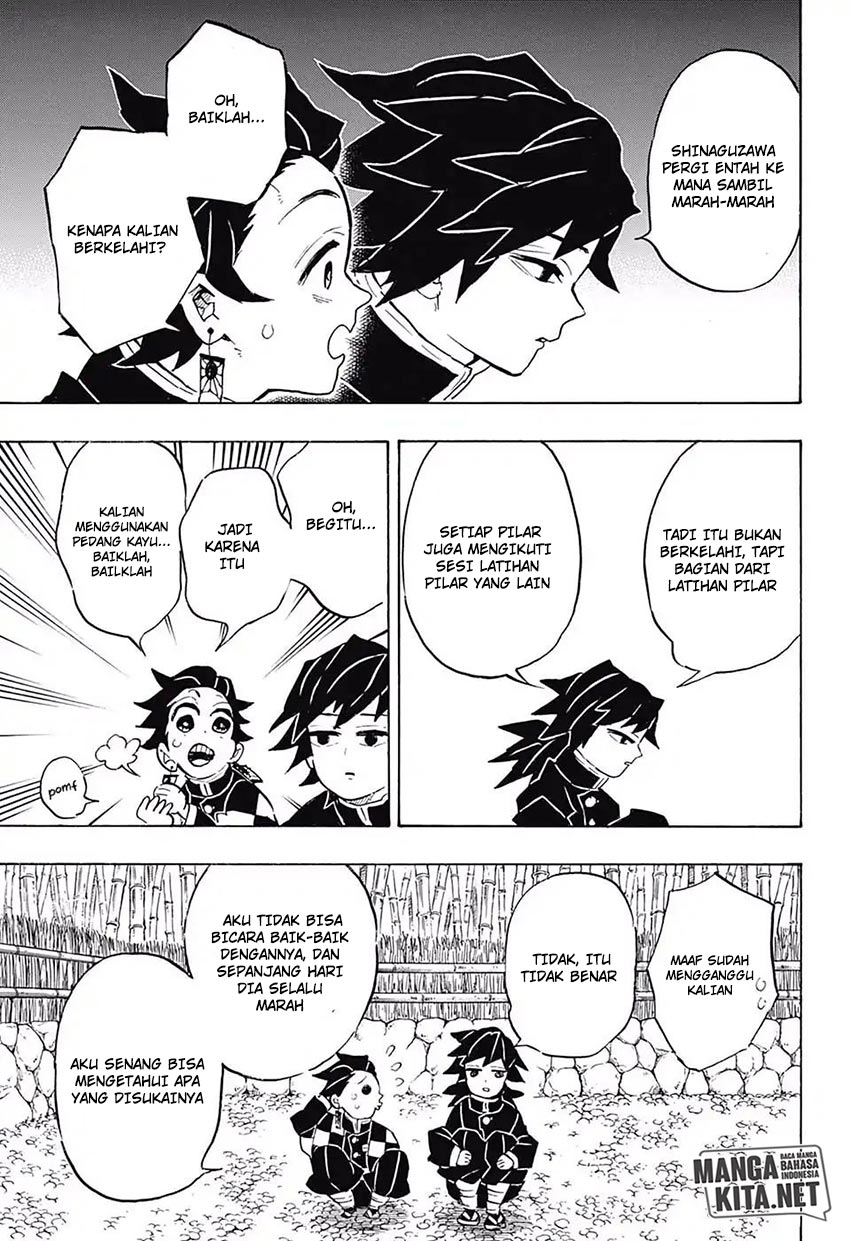 SHINAGUZAWA
PERGI ENTAH KE
MANA SAMBIL
MARAH-MARAH
OH,
BAIKLAH...
KENAPA KALIAN
BERKELAHI?
TADI ITU BUKAN
BERKELAHI, TAPI
BAGIAN DARI
LATIHAN PILAR
SETIAP PILAR
JUGA MENGIKUTI
SESI LATIHAN
PILAR YANG LAIN
OH,
BEGITU...
JADI
KARENA
ITU
KALIAN
MENGGUNAKAN
PEDANG KAYU...
BAIKLAH,
BAILKLAH
pomf
MAAF SUDAH
MENGGANGGU
KALIAN
TIDAK, ITU
TIDAK BENAR
AKU TIDAK BISA
BICARA BAIK-BAIK
DENGANNYA, DAN
SEPANJANG HARI
DIA SELALU
MARAH
AKU SENANG BISA
MENGETAHUI APA
YANG DISUKAINYA
MANGA
KITA.NET
BACA MANGA
BAHASA
INDONESIA